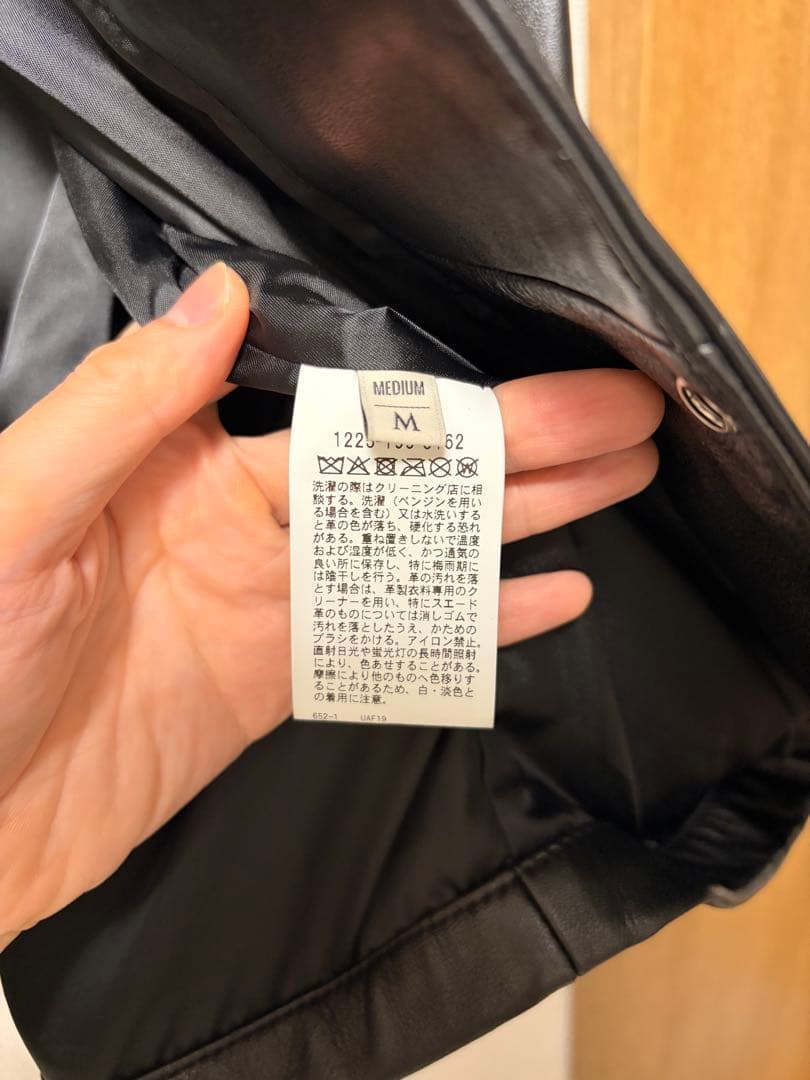 MEDIUM
M
洗濯の際はクリーニング店に相
談する。洗濯(ベンジンを用い
る場合を含む)又は水洗いする
と革の色が落ち、硬化する恐れ
がある。重ね置きしないで温度
および湿度が低く、かつ通気の
良い所に保存し、特に梅雨期に
は陰干しを行う。革の汚れを落
とす場合は、革製衣料専用のク
リーナーを用い、特にスエード
革のものについては消しゴムで
汚れを落としたうえ、かための
ブラシをかける。アイロン禁止。
直射日光や蛍光灯の長時間照射
により、色あせすることがある。
摩擦により他のものへ色移りす
ることがあるため、白・淡色と
の着用に注意。
652-1 UAF19